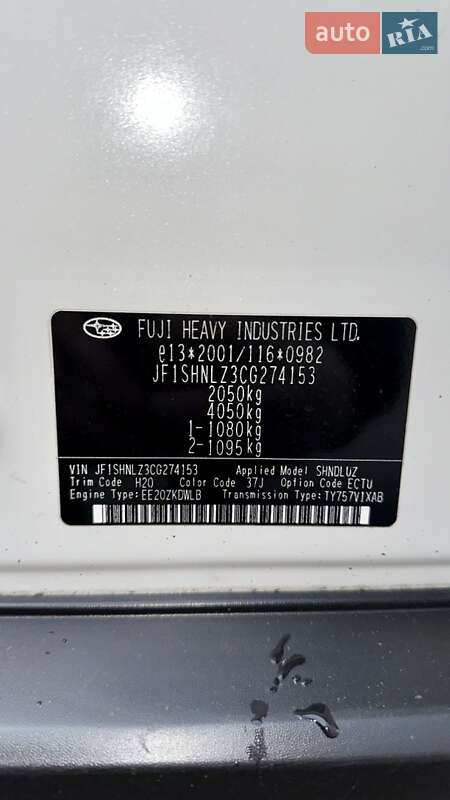 auto RIA.com
FUJI HEAVY INDUSTRIES LTD.
e13*2001/116*0982
JF1SHNLZ3CG274153
2050kg
4050kg
1-1080kg
2-1095kg
VIN JF1SHNLZ3CG274153 Applied Model SHNDLUZ
Trim Code H20 Color Code 37J Option Code ECTU
Engine Type: EE20ZKDWLB Transmission Type: TY757V1XAB